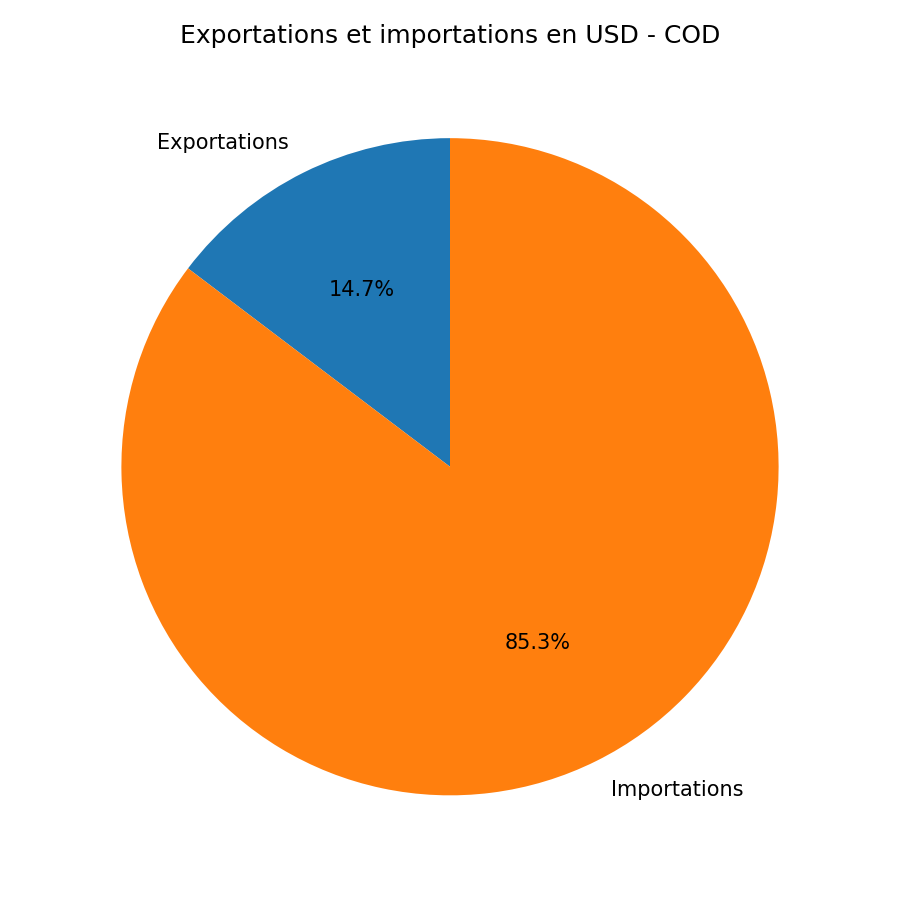 Exportations et importations en USD - COD
Exportations
14.7%
85.3%
Importations